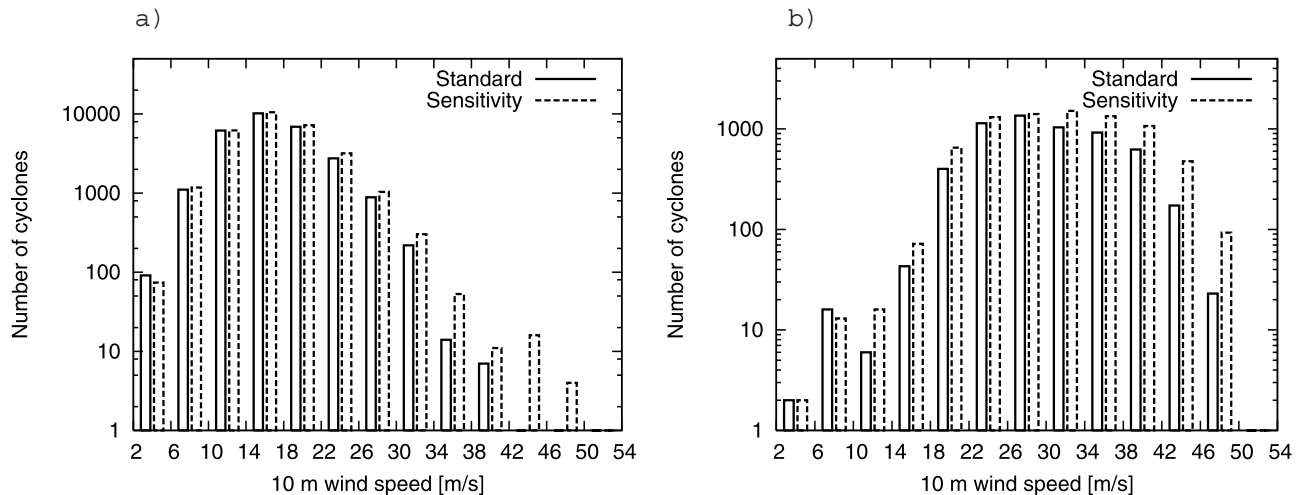 a)
Standard
Sensitivity
10000
1000
100
10
1
Number of cyclones
2 6 10 14 18 22 26 30 34 38 42 46 50 54
10 m wind speed [m/s]
b)
Standard
Sensitivity
1000
100
10
1
Number of cyclones
2 6 10 14 18 22 26 30 34 38 42 46 50 54
10 m wind speed [m/s]